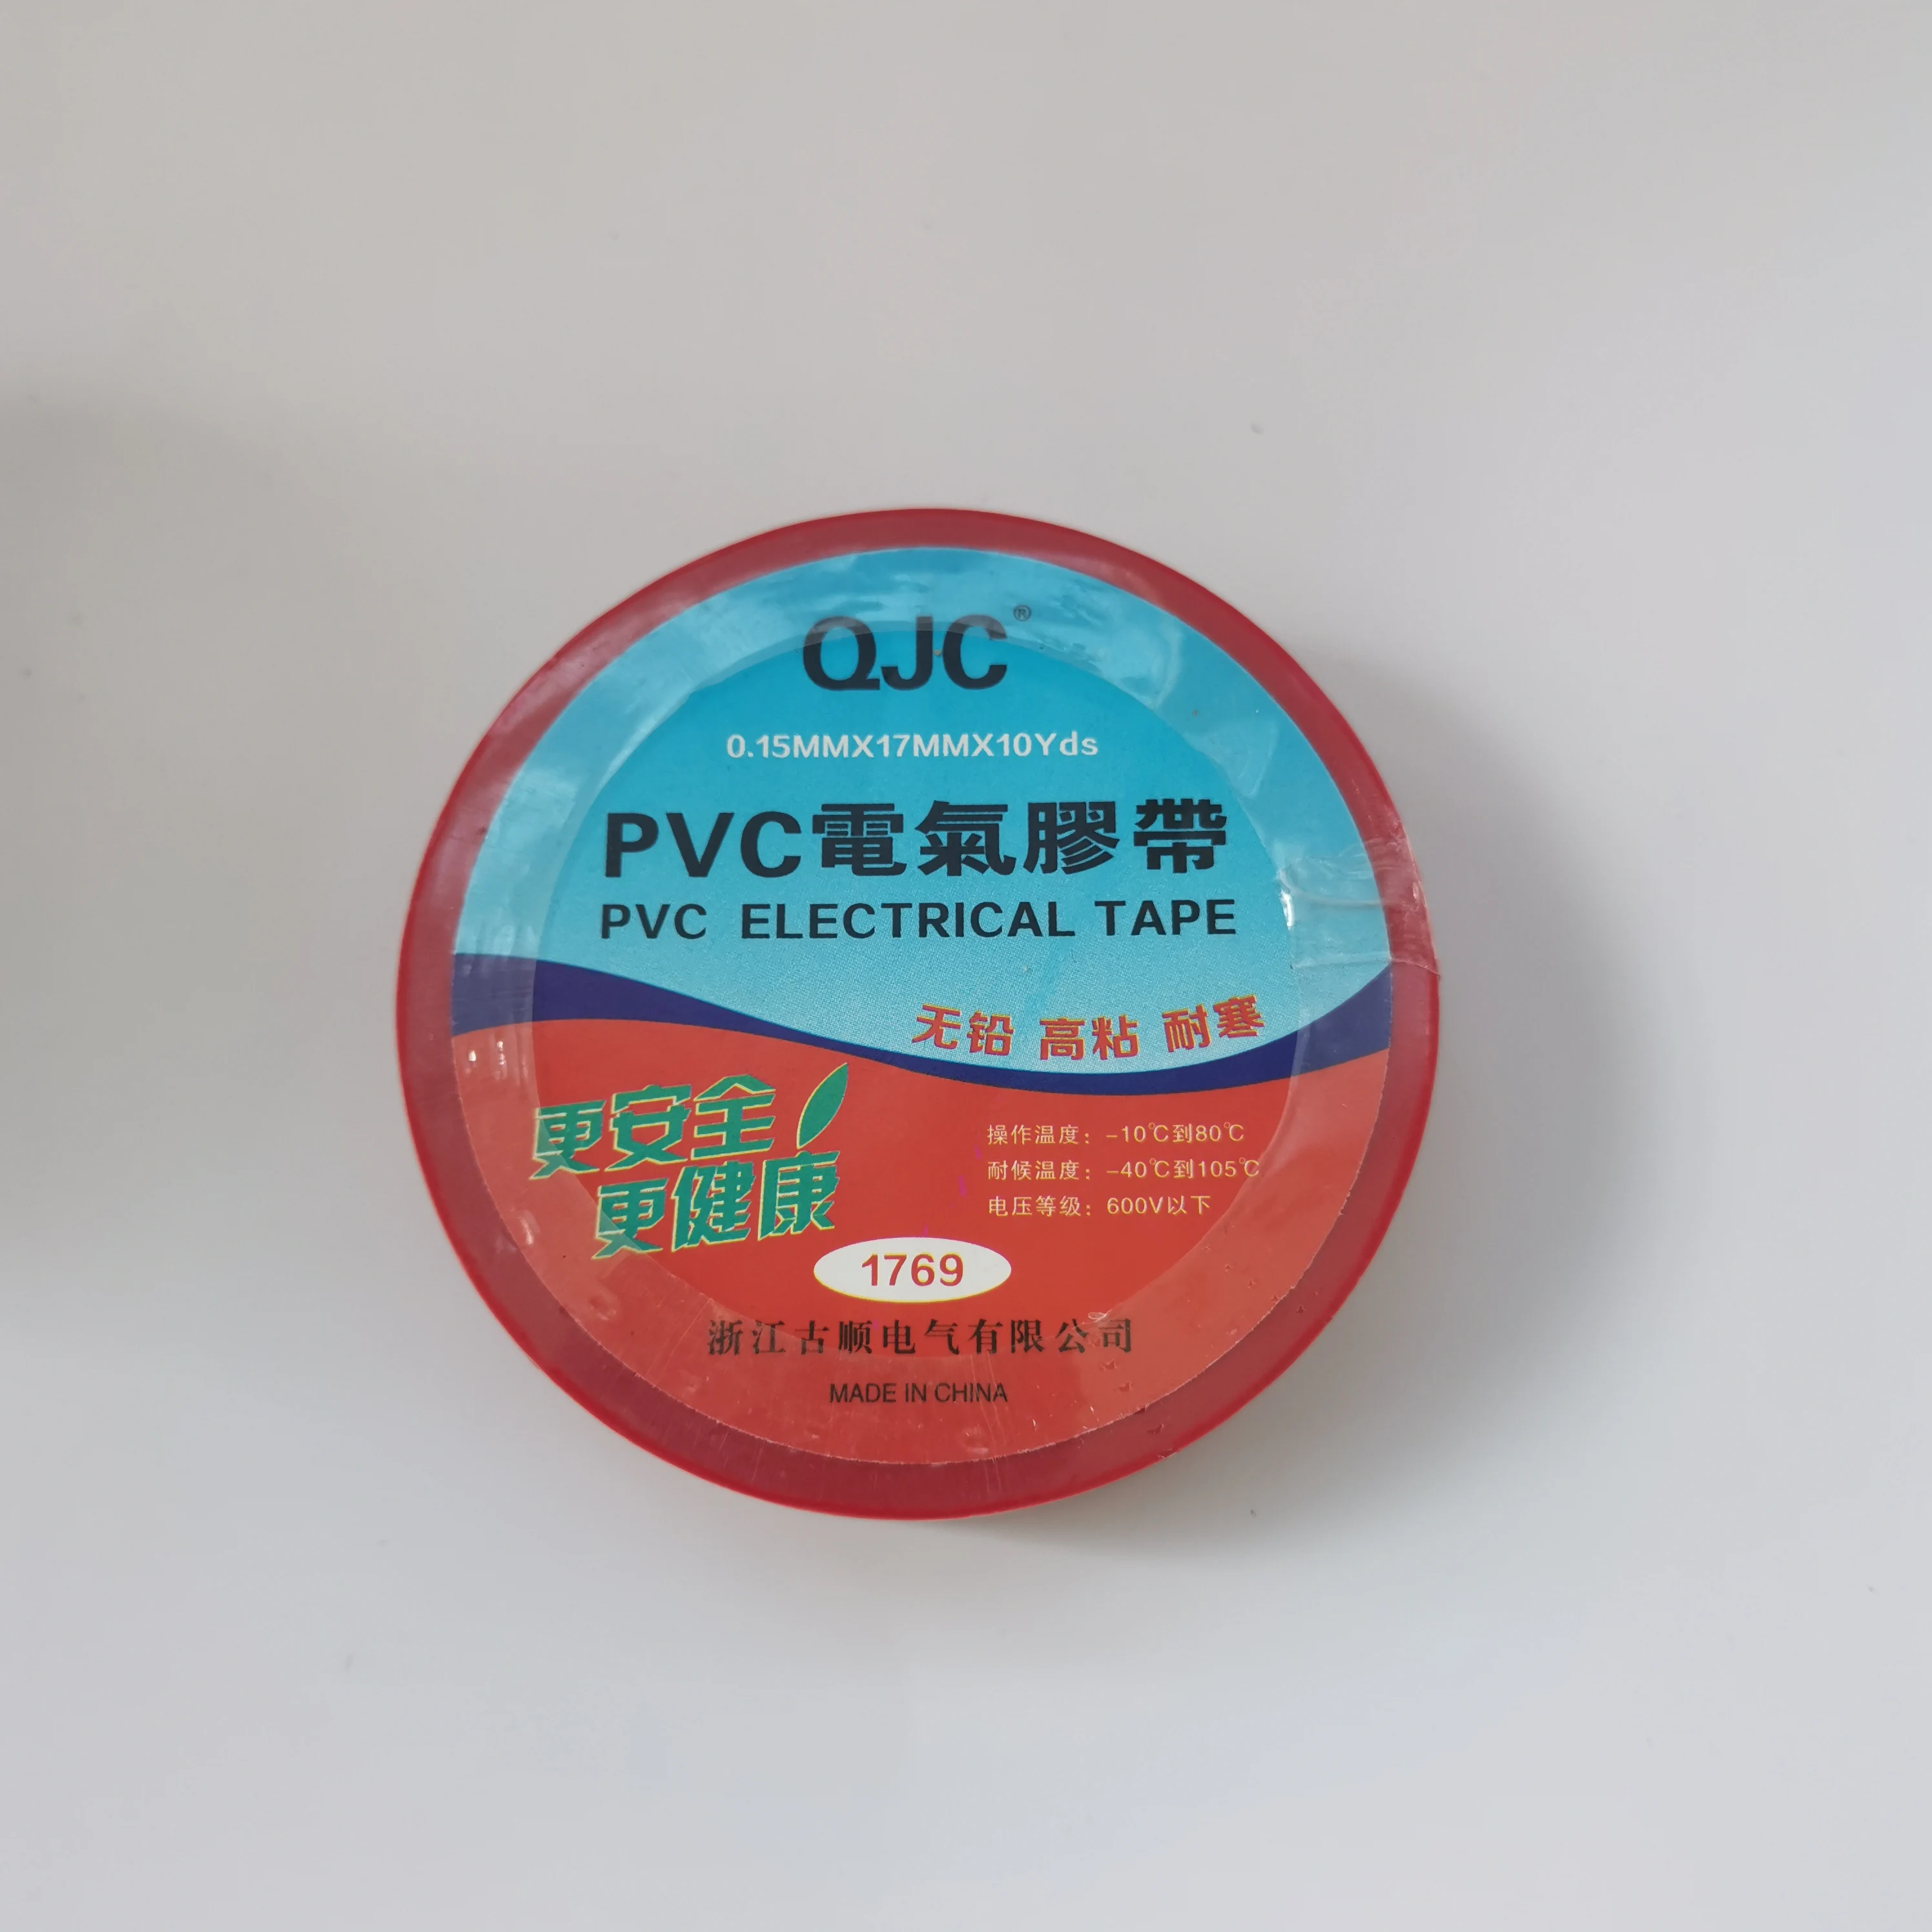 QJC®
0.15MMX17MMX10Yds
PVC電氣膠帶
PVC ELECTRICAL TAPE
无铅 高粘 耐寒
更安全
更健康
操作温度：-10℃到80℃
耐候温度：-40℃到105℃
电压等级：600V以下
1769
浙江古顺电气有限公司
MADE IN CHINA